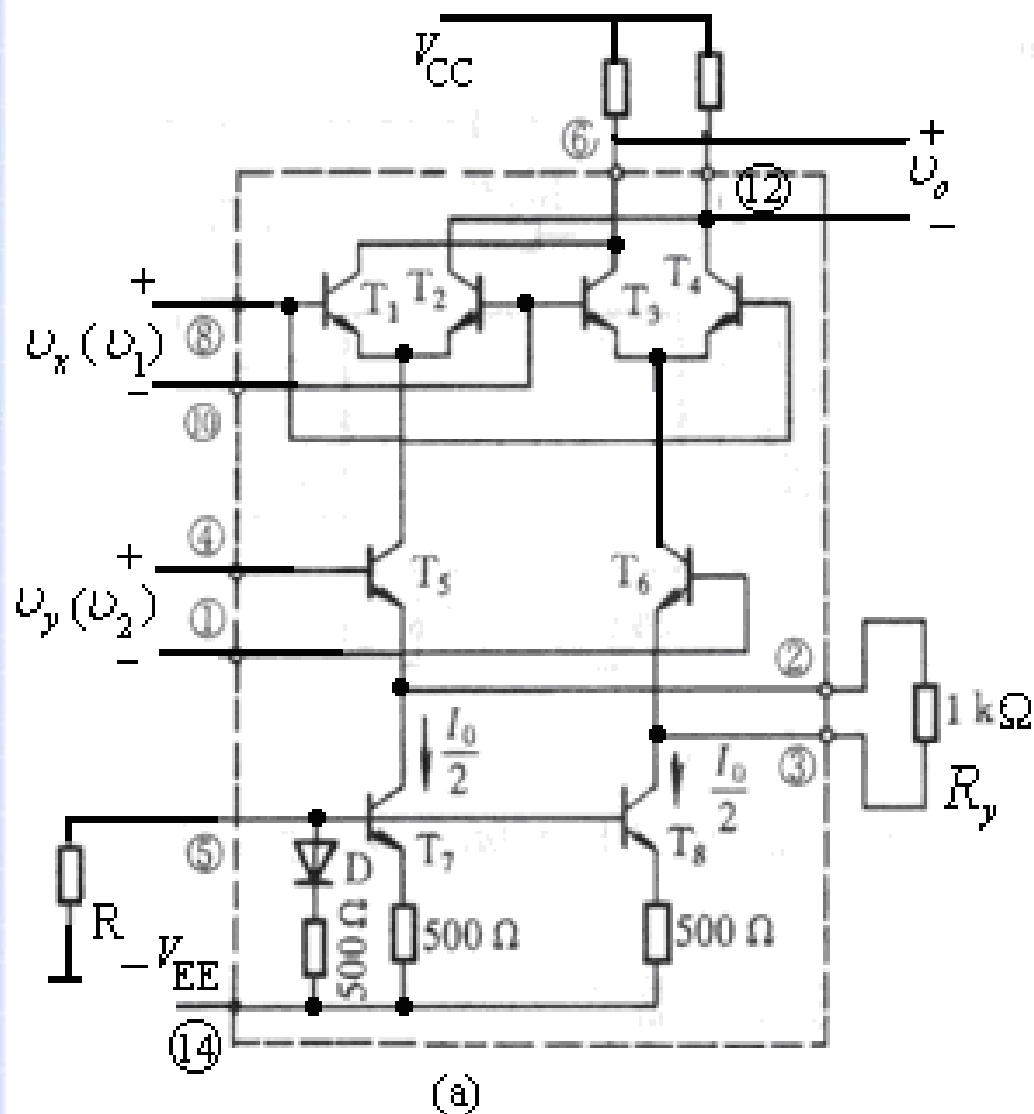 V_CC
⑥
+
υ_o
⑫
−
+
T₁
T₂
T₃
T₄
⑧
υ_x(υ₁)
−
⑩
④
+
T₅
T₆
υ_y(υ₂)
①
−
②
1 kΩ
I₀/2
③
I₀/2
R_y
⑤
T₇
T₈
D
R
500 Ω
500 Ω
500 Ω
−V_EE
⑭
(a)